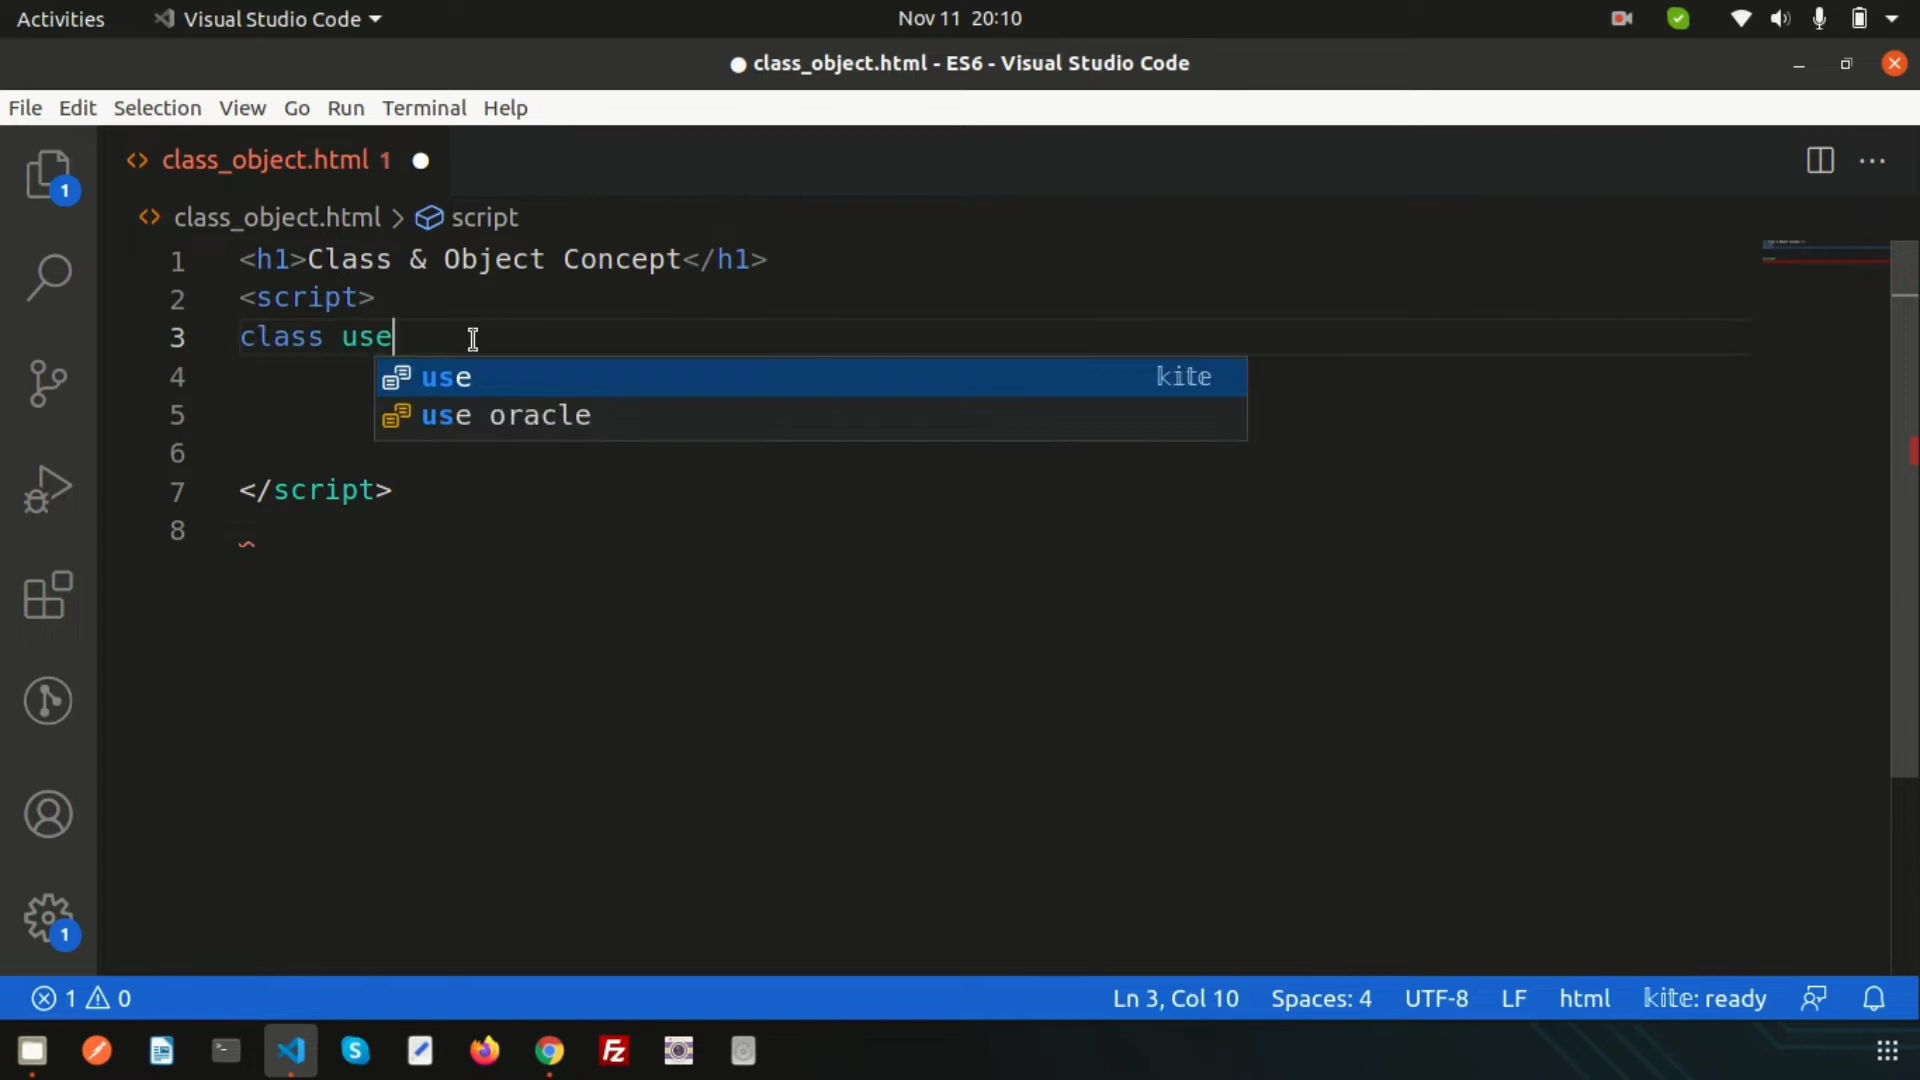 Activities Visual Studio Code Nov 11 20:10
class_object.html - ES6 - Visual Studio Code
File Edit Selection View Go Run Terminal Help
class_object.html 1
class_object.html > script
1 <h1>Class & Object Concept</h1>
2 <script>
3 class use
use kite
4
use oracle
5
6
7 </script>
8
1
1
1 0 Ln 3, Col 10 Spaces: 4 UTF-8 LF html kite: ready